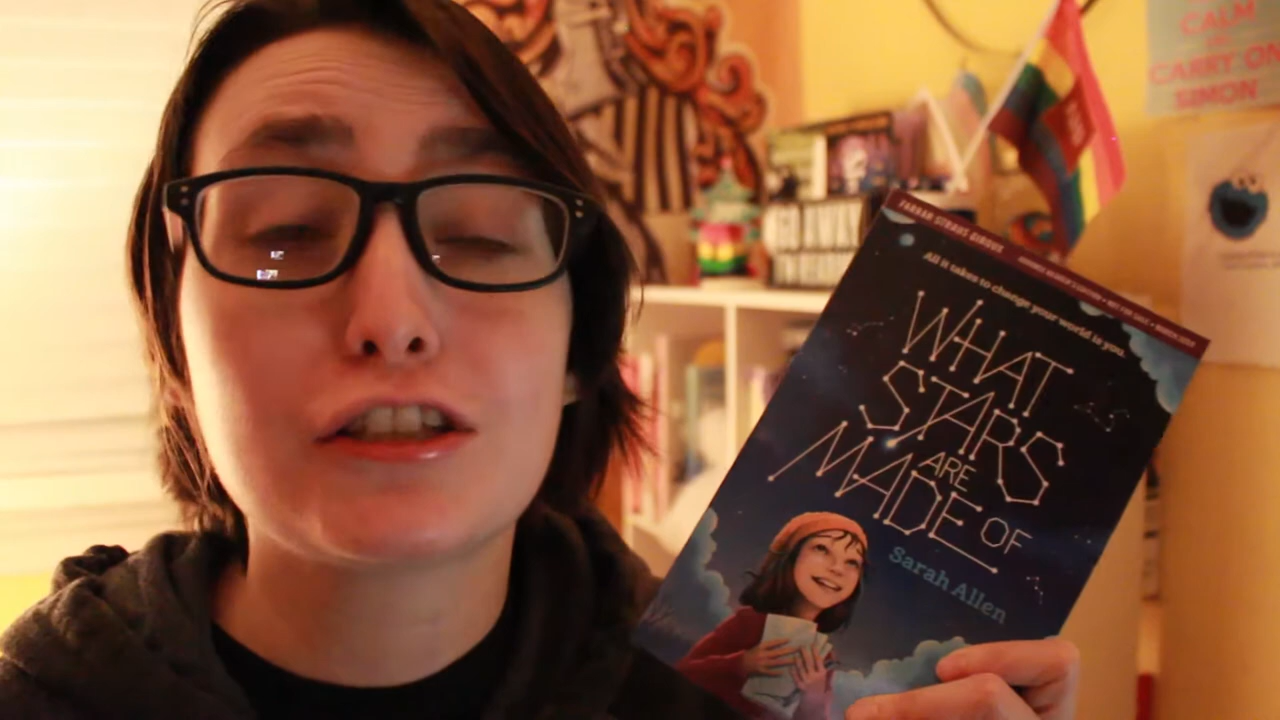 CALM
CARRY ON
SIMON
FARRAR STRAUS GIROUX
All it takes to change your world is you.
WHAT
STARS
ARE
MADE
OF
Sarah Allen
GO AWAY